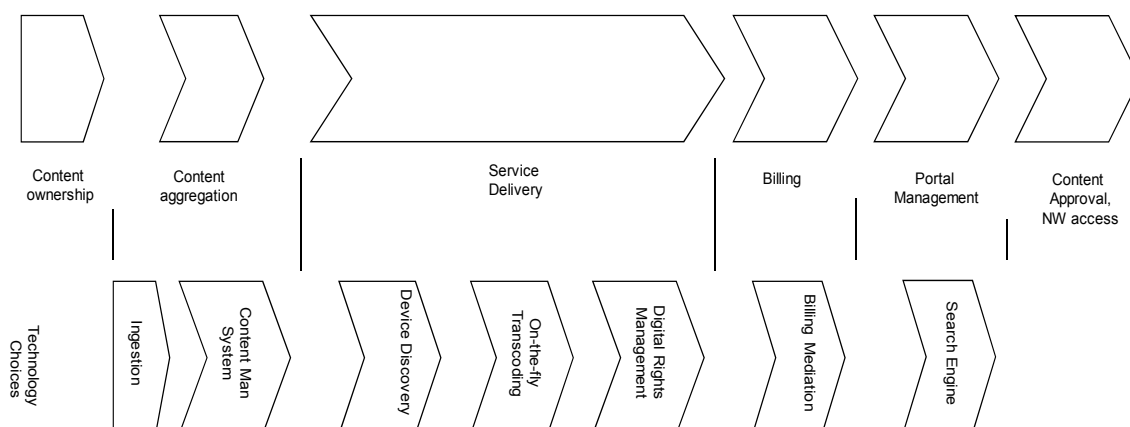 Content
ownership
Content
aggregation
Service
Delivery
Billing
Portal
Management
Content
Approval,
NW access
Technology
Choices
Ingestion
Content Man
System
Device Discovery
On-the-fly
Transcoding
Digital Rights
Management
Billing Mediation
Search Engine